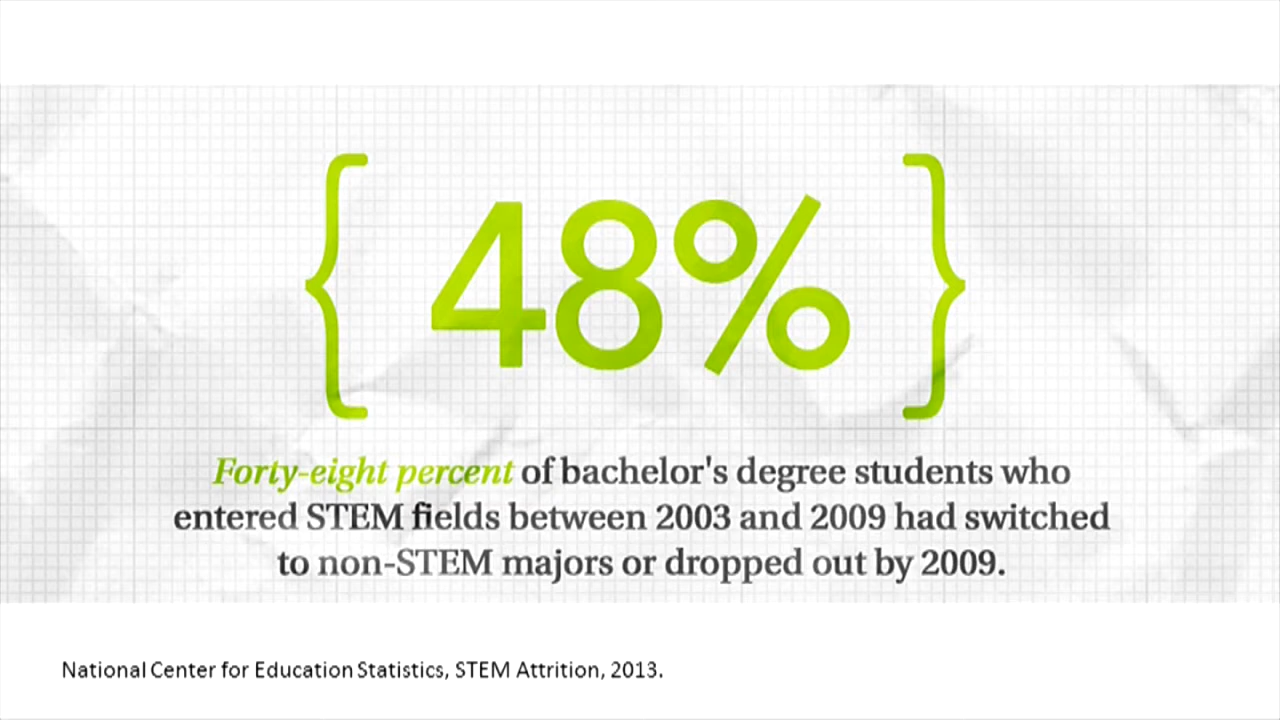 { 48% }
Forty-eight percent of bachelor's degree students who
entered STEM fields between 2003 and 2009 had switched
to non-STEM majors or dropped out by 2009.
National Center for Education Statistics, STEM Attrition, 2013.